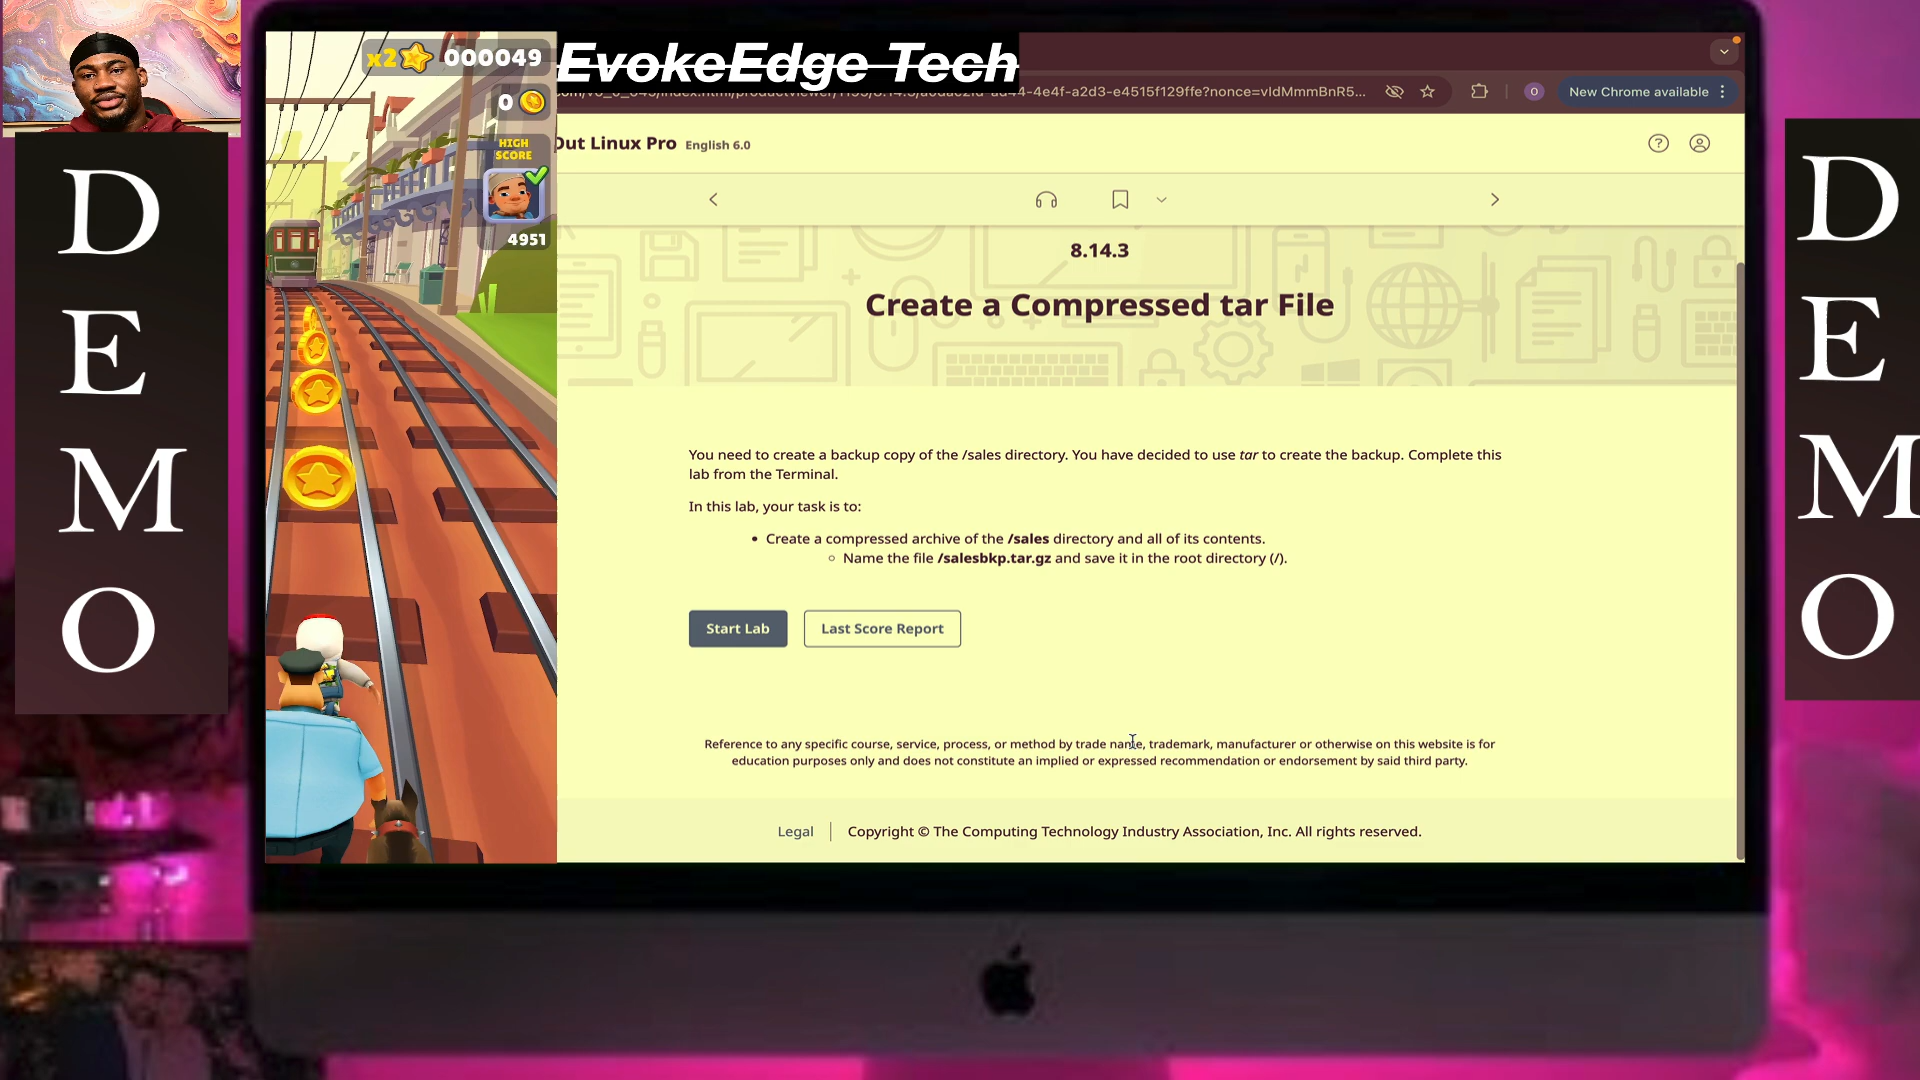 D
E
M
O
x2 000049
0
HIGH
SCORE
4951
EvokeEdge Tech
New Chrome available
Out Linux Pro English 6.0
8.14.3
Create a Compressed tar File
You need to create a backup copy of the /sales directory. You have decided to use tar to create the backup. Complete this
lab from the Terminal.
In this lab, your task is to:
• Create a compressed archive of the /sales directory and all of its contents.
○ Name the file /salesbkp.tar.gz and save it in the root directory (/).
Start Lab
Last Score Report
Reference to any specific course, service, process, or method by trade name, trademark, manufacturer or otherwise on this website is for
education purposes only and does not constitute an implied or expressed recommendation or endorsement by said third party.
Legal
Copyright © The Computing Technology Industry Association, Inc. All rights reserved.
D
E
M
O